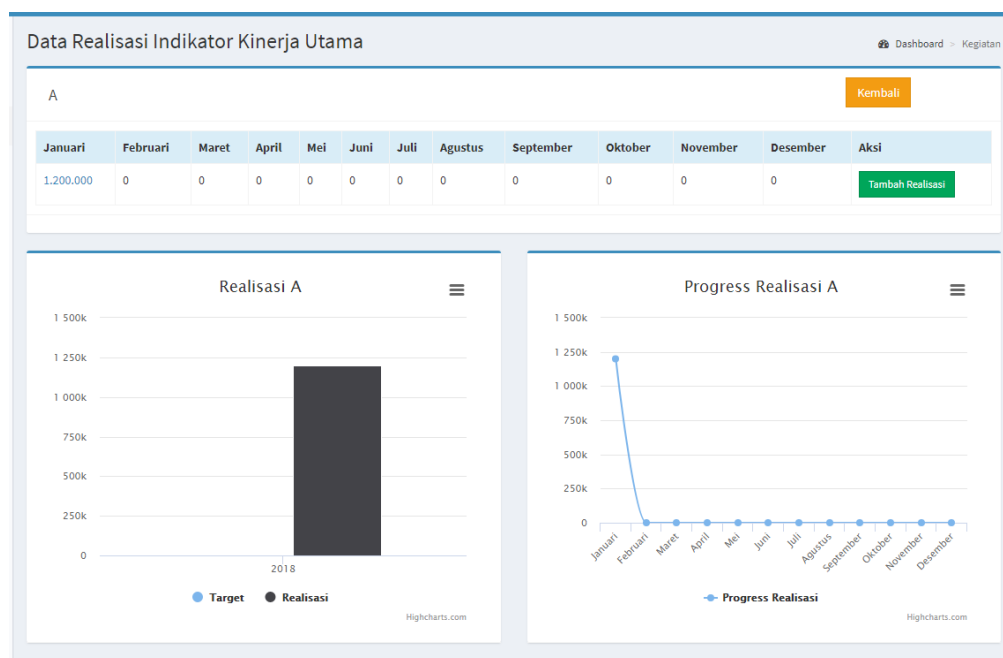 Data Realisasi Indikator Kinerja Utama
Dashboard > Kegiatan
A
Kembali
Januari Februari Maret April Mei Juni Juli Agustus September Oktober November Desember Aksi
1.200.000 0 0 0 0 0 0 0 0 0 0 0 Tambah Realisasi
Realisasi A
1 500k
1 250k
1 000k
750k
500k
250k
0
2018
Target Realisasi
Highcharts.com
Progress Realisasi A
1 500k
1 250k
1 000k
750k
500k
250k
0
Januari Februari Maret April Mei Juni Juli Agustus September Oktober November Desember
Progress Realisasi
Highcharts.com